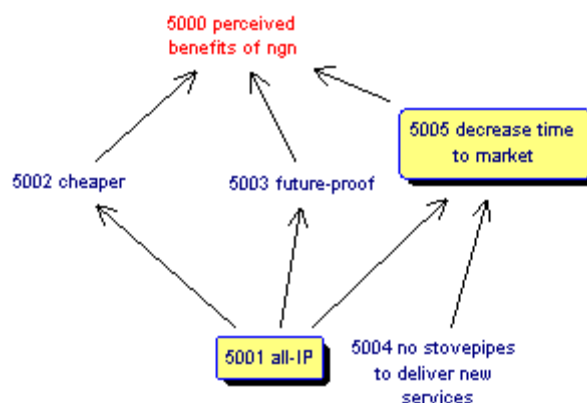 5000 perceived
benefits of ngn
5005 decrease time
to market
5002 cheaper
5003 future-proof
5001 all-IP
5004 no stovepipes
to deliver new
services